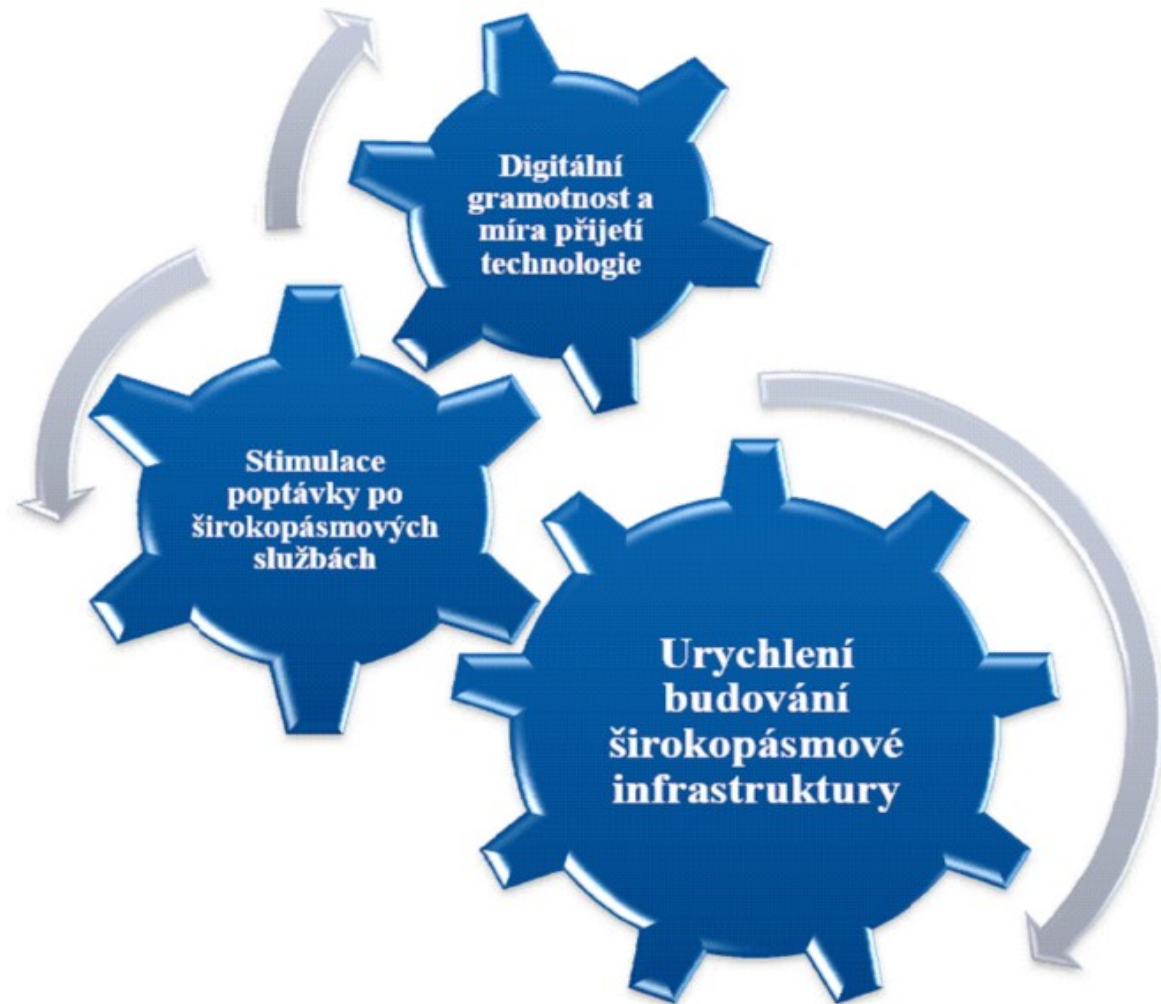 Digitální
gramotnost a
míra přijetí
technologie
Stimulace
poptávky po
širokopásmových
službách
Urychlení
budování
širokopásmové
infrastruktury